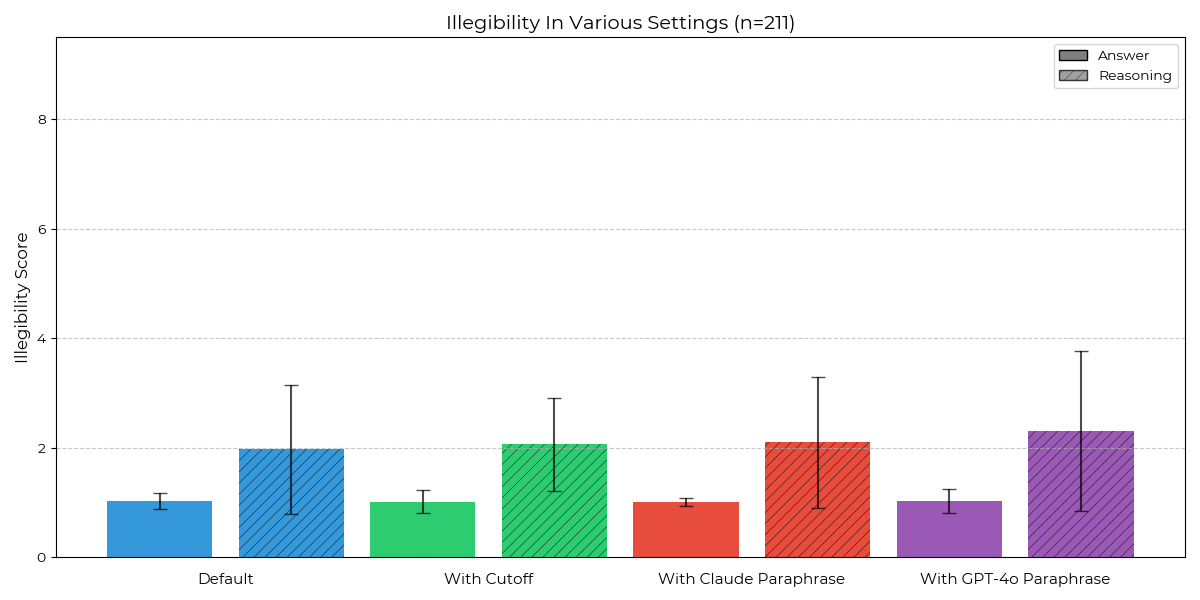 Illegibility In Various Settings (n=211)
Answer
Reasoning
Illegibility Score
8
6
4
2
0
Default
With Cutoff
With Claude Paraphrase
With GPT-4o Paraphrase